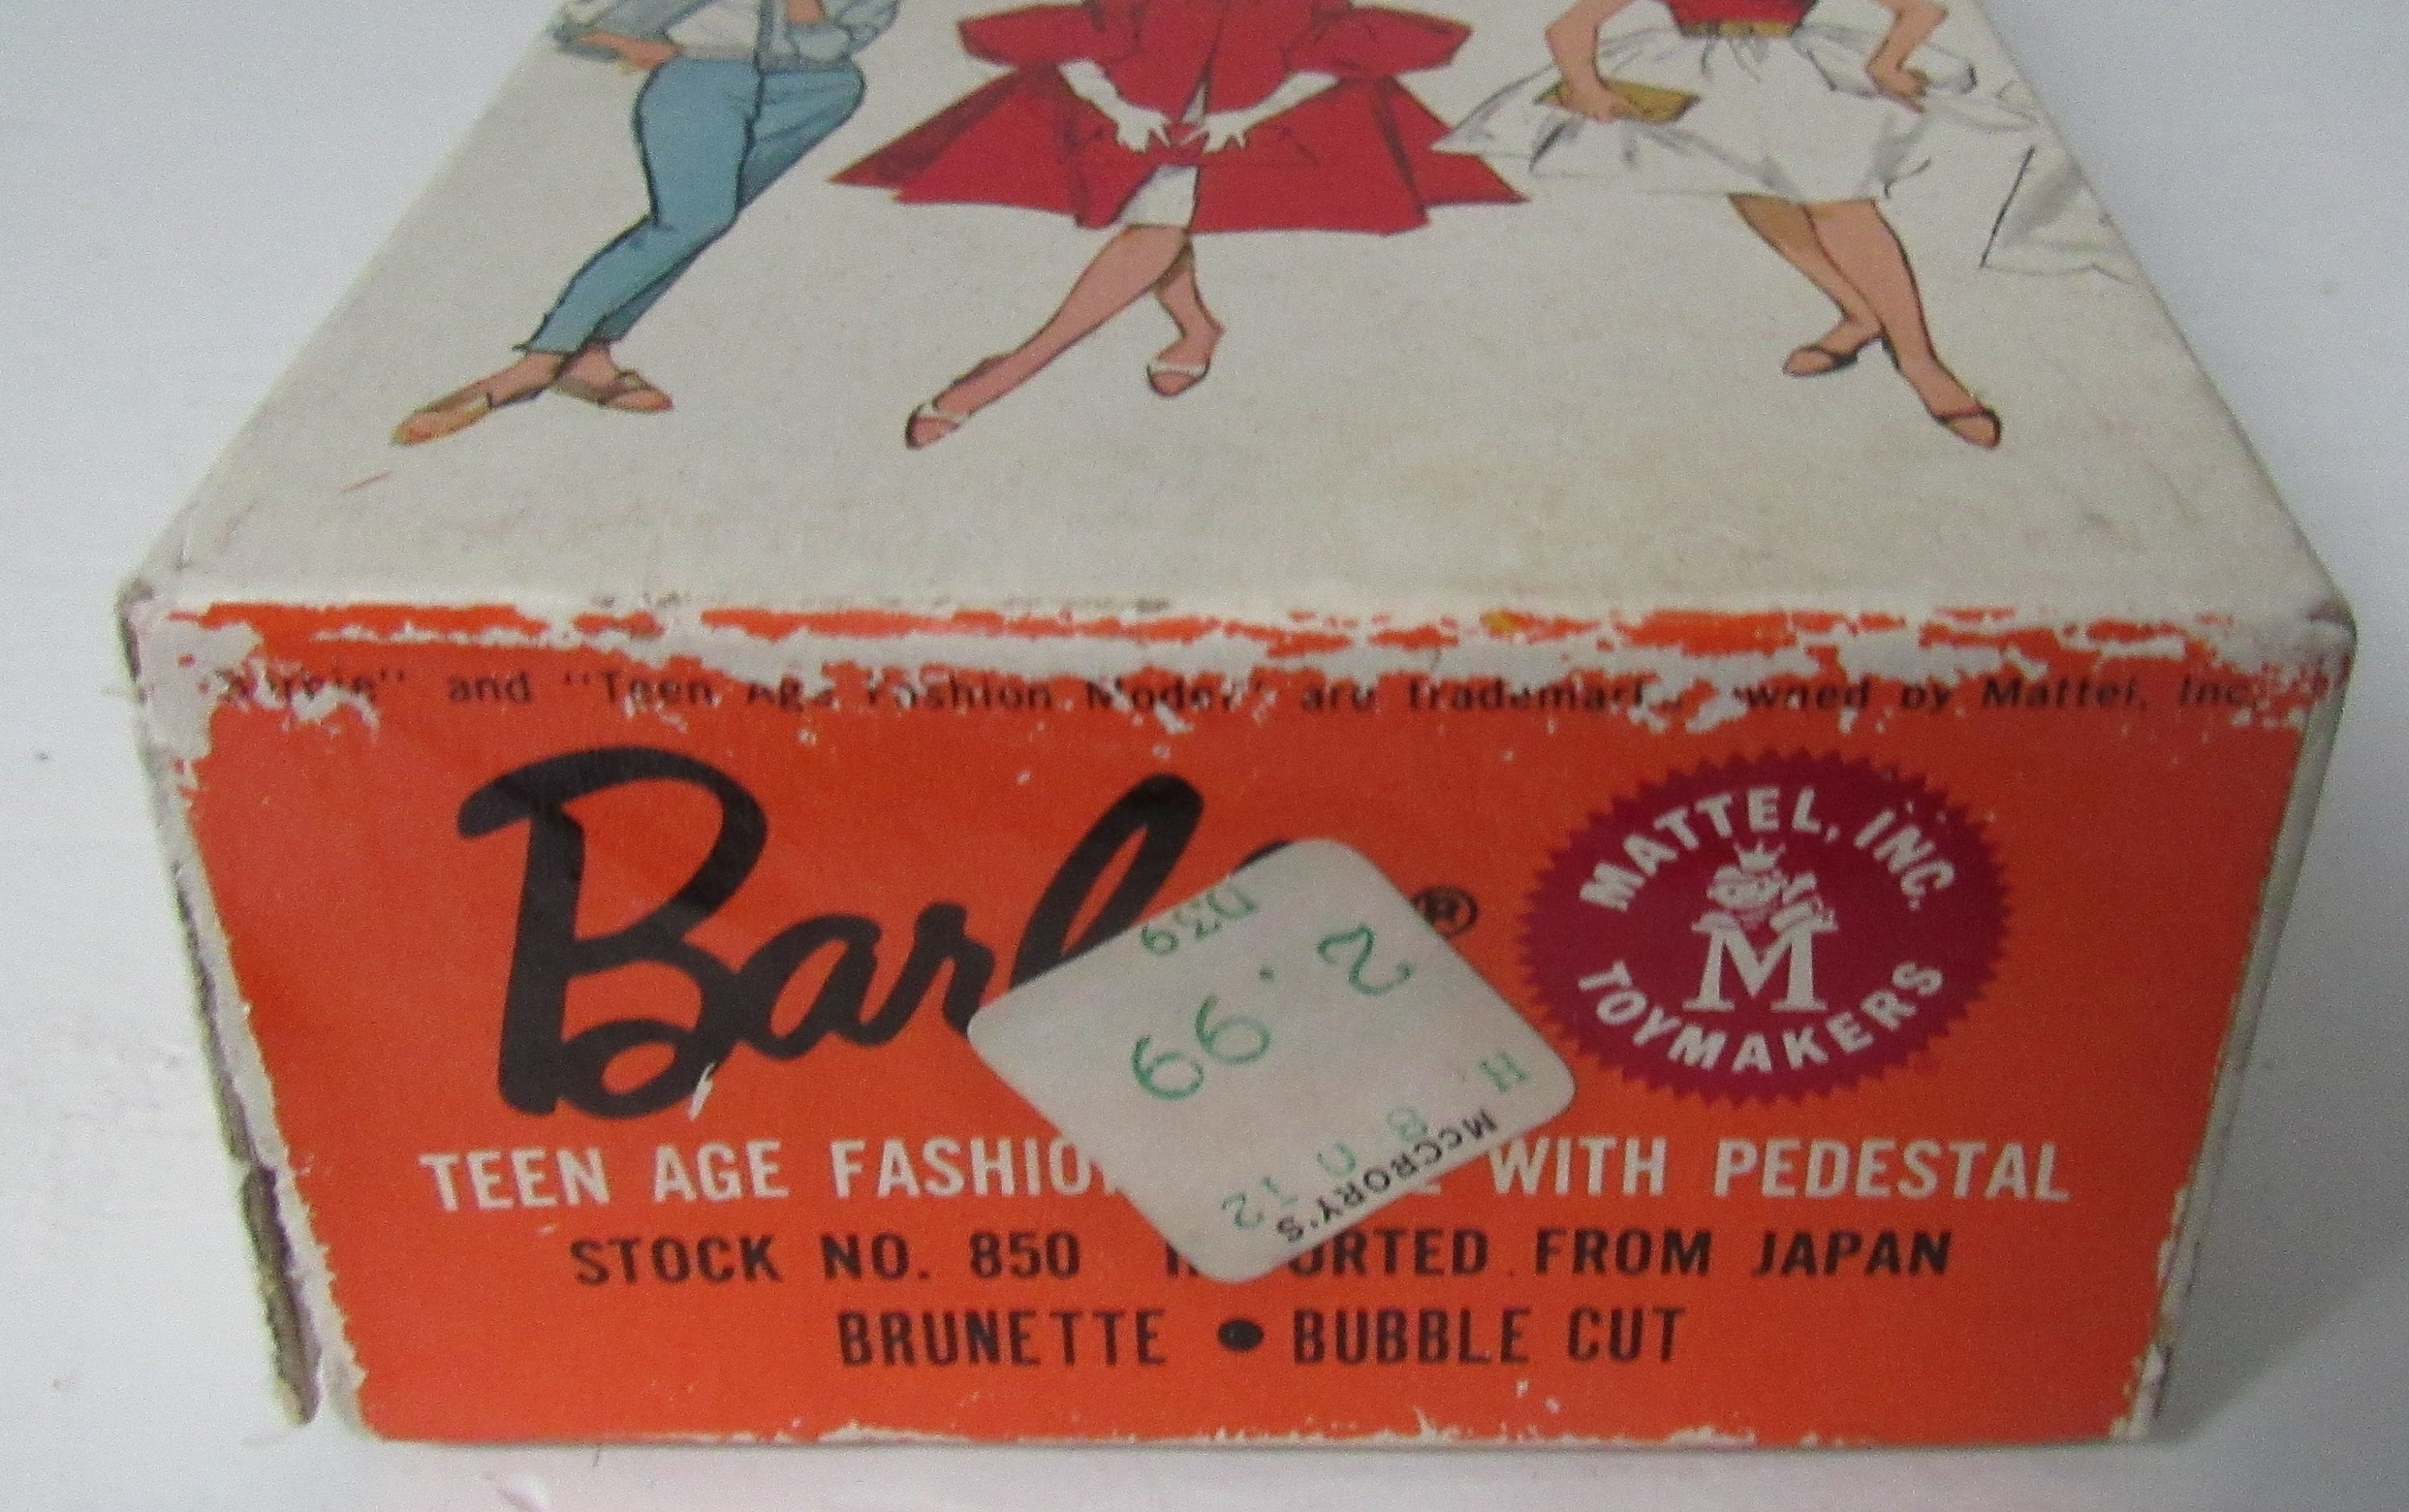 and "Teen Age Fashion Model" are trademarks owned by Mattel, Inc.
Barb ®
MATTEL, INC.
M
TOYMAKERS
TEEN AGE FASHIO WITH PEDESTAL
STOCK NO. 850 ORTED FROM JAPAN
BRUNETTE • BUBBLE CUT
McCRORY'S
2.99
D39